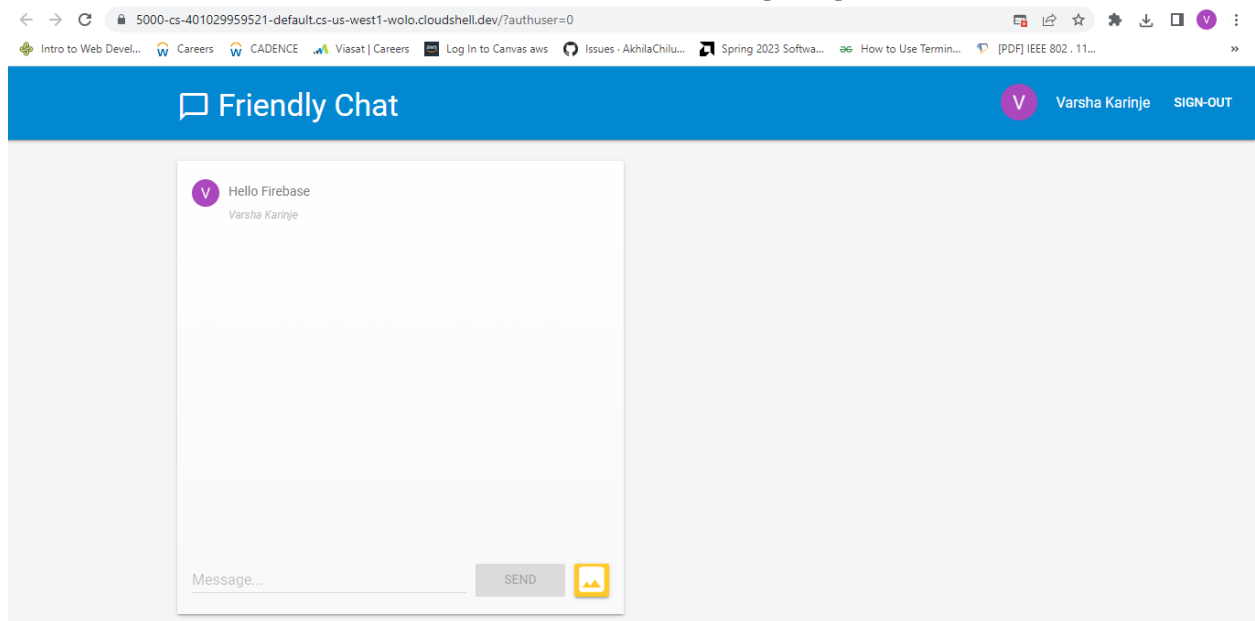 5000-cs-401029959521-default.cs-us-west1-wolo.cloudshell.dev/?authuser=0
V
Intro to Web Devel... Careers CADENCE Viasat | Careers Log In to Canvas aws Issues · AkhilaChilu... Spring 2023 Softwa... How to Use Termin... [PDF] IEEE 802 . 11... »
Friendly Chat V Varsha Karinje SIGN-OUT
V Hello Firebase
Varsha Karinje
Message... SEND